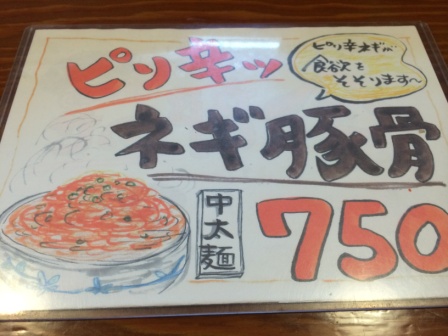 ピリ辛ッ
ピリ辛ネギが
食欲を
そそります〜
ネギ豚骨
中太麺
750